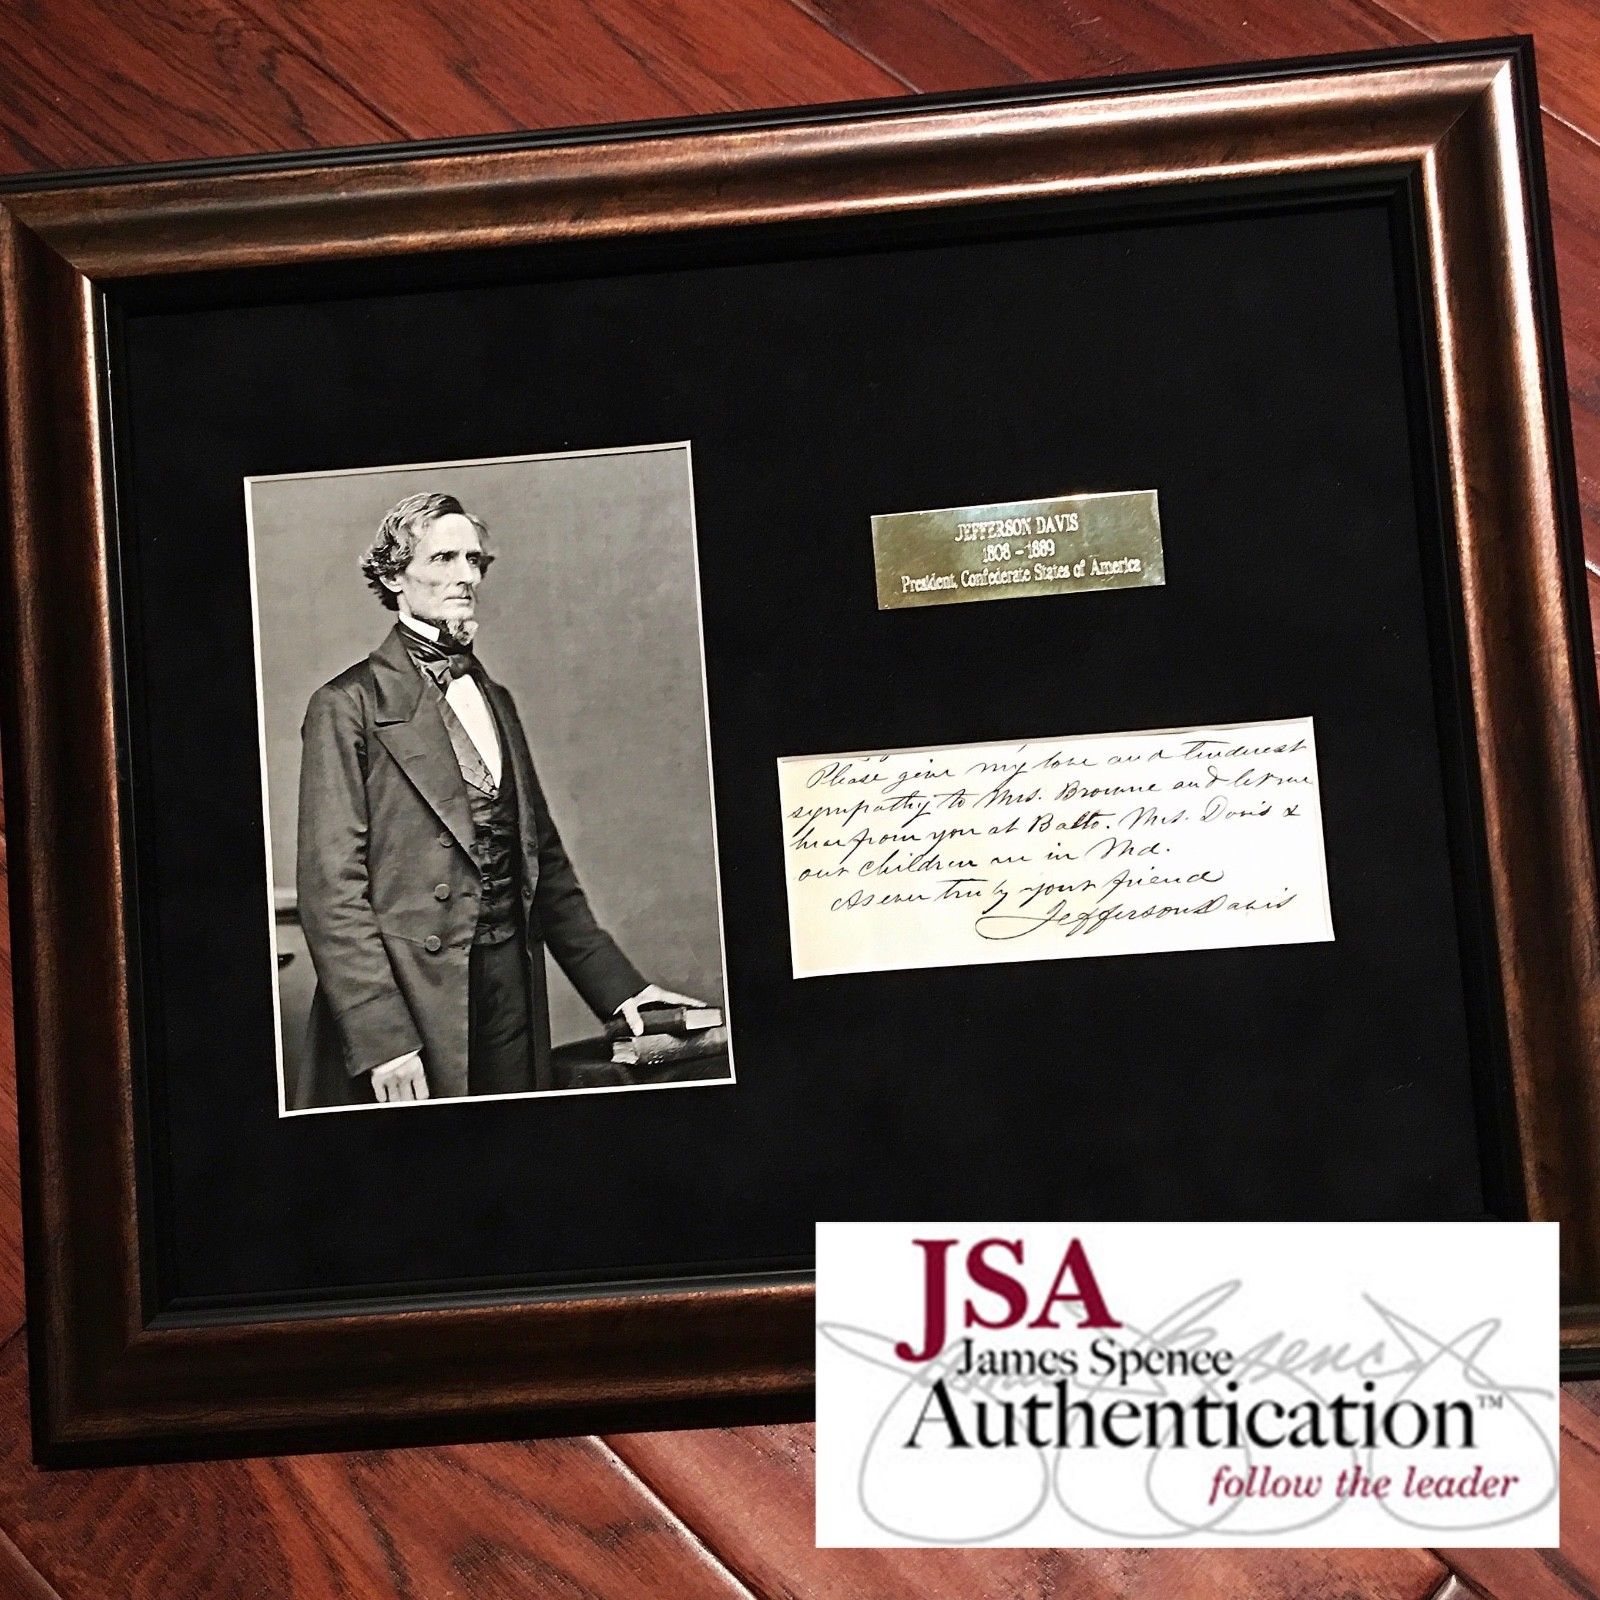 JEFFERSON DAVIS
1808 - 1889
President, Confederate States of America
Please give my love and tenderest
sympathy to Mrs. Browne and let me
hear from you at Balto. Mrs. Davis &
our children are in Md.
As ever truly your friend
Jefferson Davis
JSA
James Spence
Authentication™
follow the leader